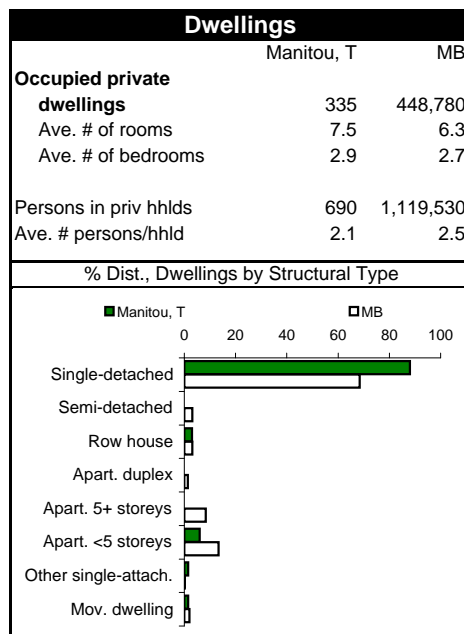 Dwellings
Manitou, T MB
Occupied private
dwellings 335 448,780
Ave. # of rooms 7.5 6.3
Ave. # of bedrooms 2.9 2.7
Persons in priv hhlds 690 1,119,530
Ave. # persons/hhld 2.1 2.5
% Dist., Dwellings by Structural Type
Manitou, T MB
0 20 40 60 80 100
Single-detached
Semi-detached
Row house
Apart. duplex
Apart. 5+ storeys
Apart. <5 storeys
Other single-attach.
Mov. dwelling